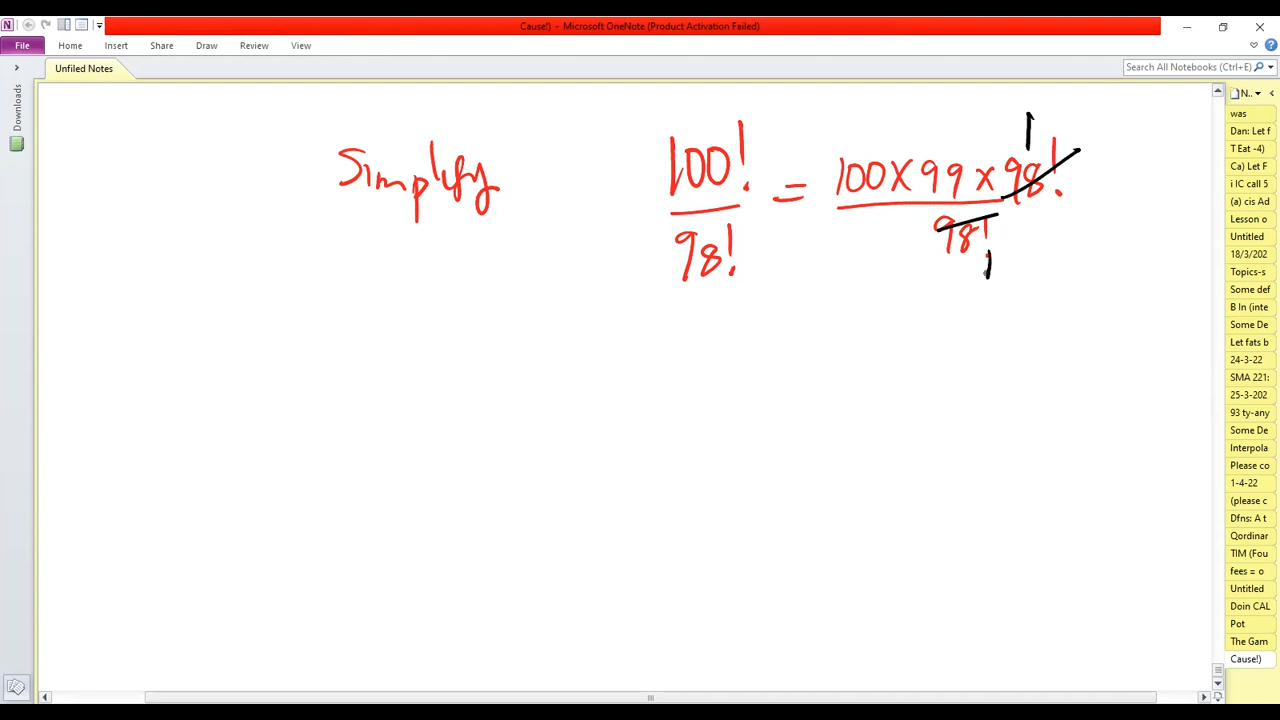 Cause!) – Microsoft OneNote (Product Activation Failed)
File Home Insert Share Draw Review View
Unfiled Notes
Search All Notebooks (Ctrl+E)
N..
Downloads
Simplify 100!/98! = 100 X 99 x 98!/98!
1
1
was
Dan: Let f
T Eat -4)
Ca) Let F
i IC call 5
(a) cis Ad
Lesson o
Untitled
18/3/202
Topics-s
Some def
B In (inte
Some De
Let fats b
24-3-22
SMA 221:
25-3-202
93 ty-any
Some De
Interpola
Please co
1-4-22
(please c
Dfns: A t
Qordinar
TIM (Fou
fees = o
Untitled
Doin CAL
Pot
The Gam
Cause!)